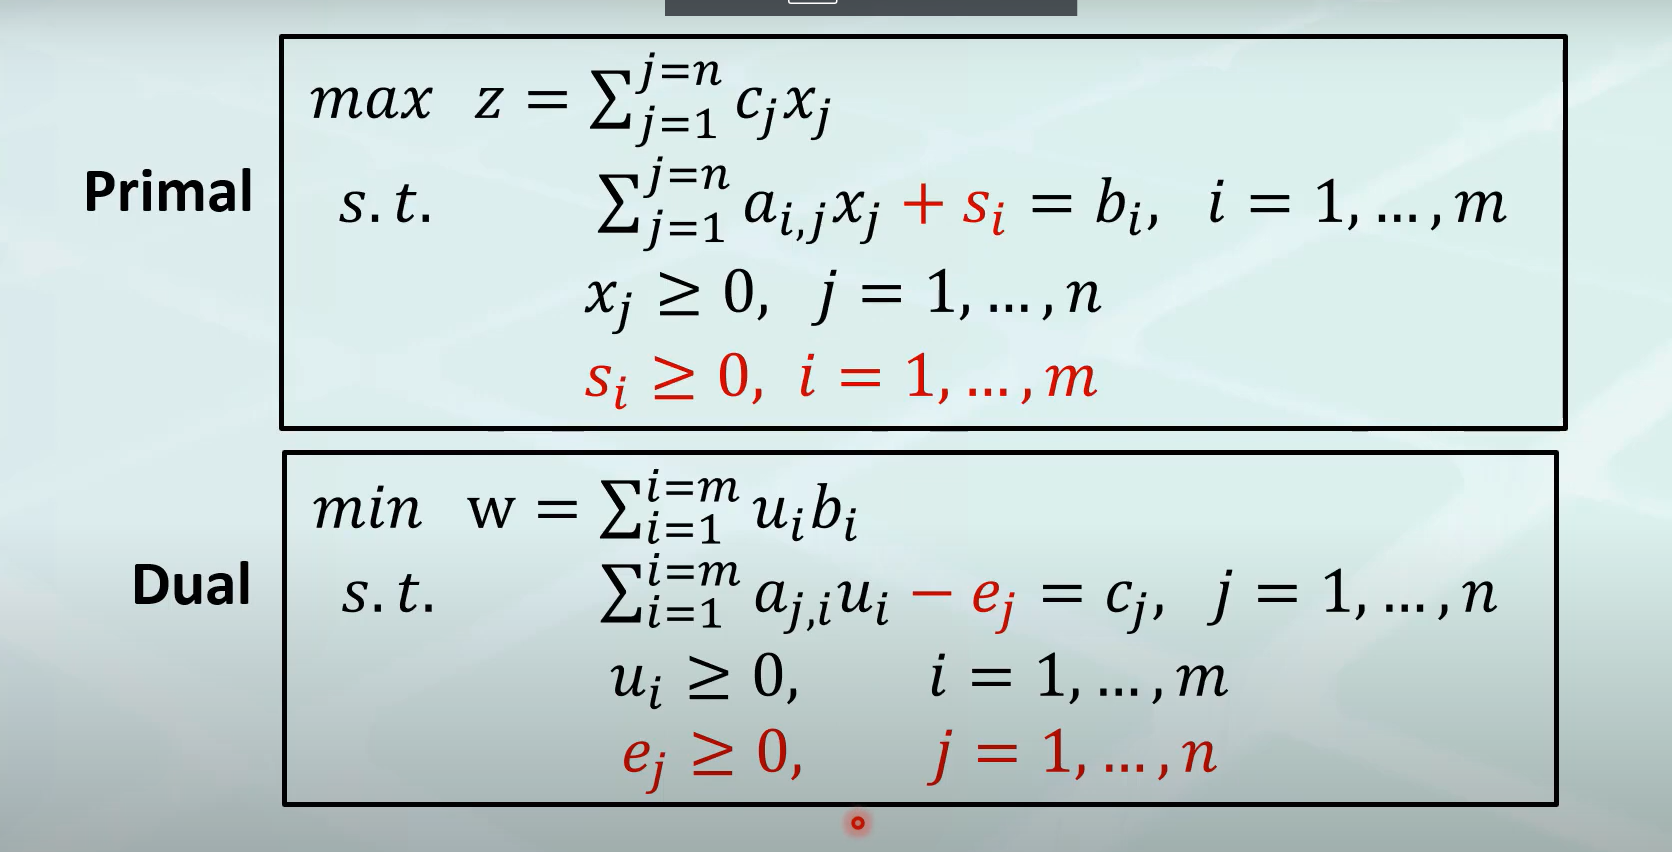 Primal
max z = ∑_{j=1}^{j=n} c_j x_j
s.t. ∑_{j=1}^{j=n} a_{i,j} x_j + s_i = b_i, i = 1, … , m
x_j ≥ 0, j = 1, … , n
s_i ≥ 0, i = 1, … , m
Dual
min w = ∑_{i=1}^{i=m} u_i b_i
s.t. ∑_{i=1}^{i=m} a_{j,i} u_i − e_j = c_j, j = 1, … , n
u_i ≥ 0, i = 1, … , m
e_j ≥ 0, j = 1, … , n